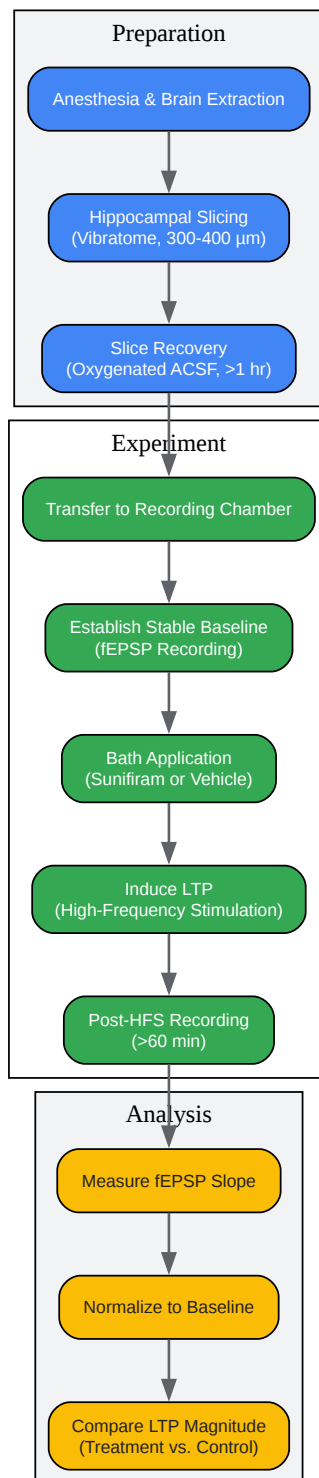 Preparation
Anesthesia & Brain Extraction
Hippocampal Slicing
(Vibratome, 300-400 µm)
Slice Recovery
(Oxygenated ACSF, >1 hr)
Experiment
Transfer to Recording Chamber
Establish Stable Baseline
(fEPSP Recording)
Bath Application
(Sunifiram or Vehicle)
Induce LTP
(High-Frequency Stimulation)
Post-HFS Recording
(>60 min)
Analysis
Measure fEPSP Slope
Normalize to Baseline
Compare LTP Magnitude
(Treatment vs. Control)